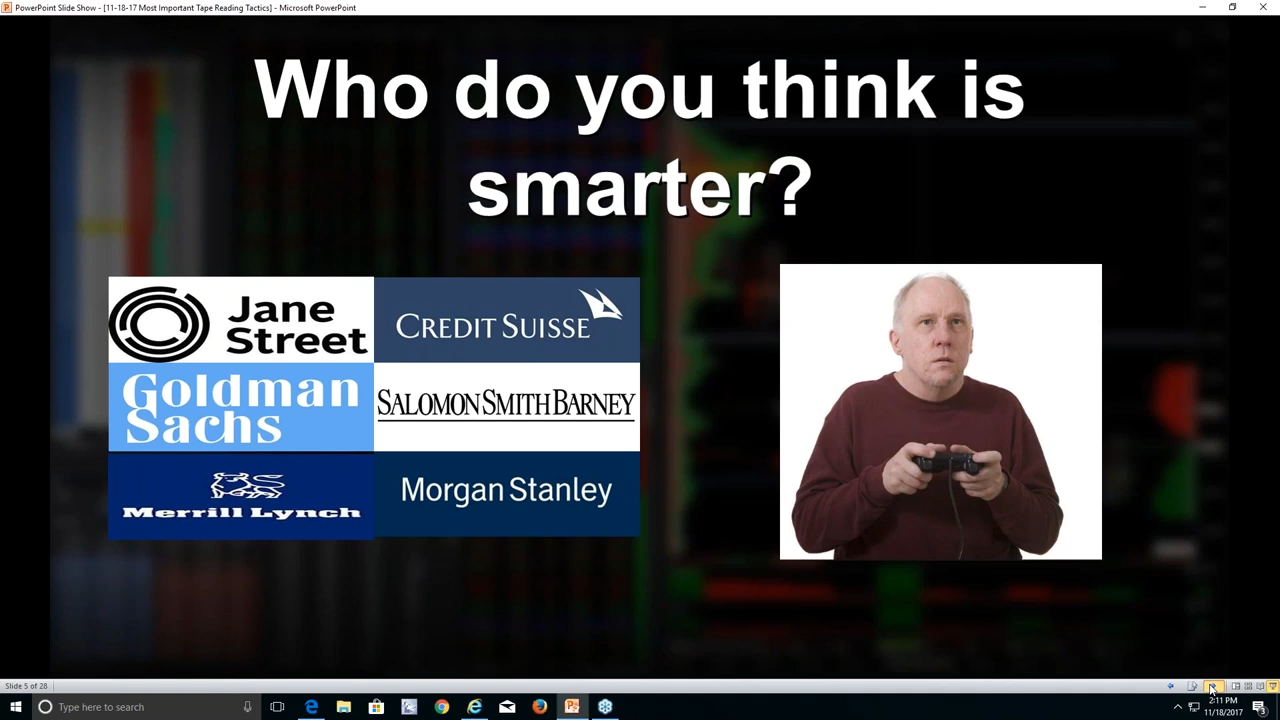 PowerPoint Slide Show - [11-18-17 Most Important Tape Reading Tactics] - Microsoft PowerPoint
Who do you think is
smarter?
Jane
Street
CREDIT SUISSE
Goldman
Sachs
SALOMON SMITH BARNEY
Merrill Lynch
Morgan Stanley
Slide 5 of 28
Type here to search
2:11 PM
11/18/2017